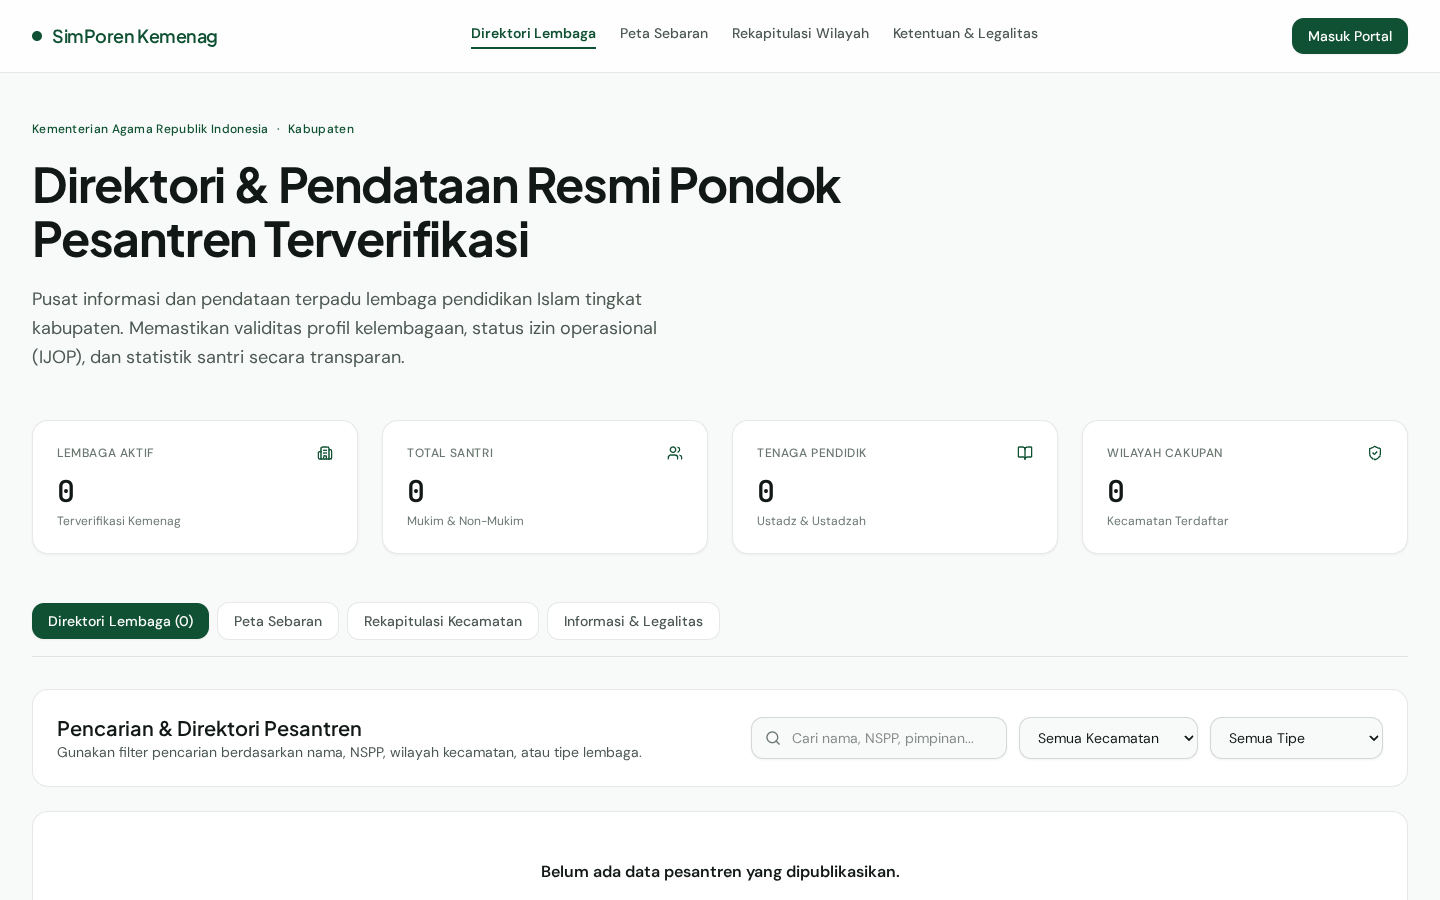 SimPoren Kemenag
Direktori Lembaga
Peta Sebaran
Rekapitulasi Wilayah
Ketentuan & Legalitas
Masuk Portal
Kementerian Agama Republik Indonesia · Kabupaten
Direktori & Pendataan Resmi Pondok
Pesantren Terverifikasi
Pusat informasi dan pendataan terpadu lembaga pendidikan Islam tingkat
kabupaten. Memastikan validitas profil kelembagaan, status izin operasional
(IJOP), dan statistik santri secara transparan.
LEMBAGA AKTIF
0
Terverifikasi Kemenag
TOTAL SANTRI
0
Mukim & Non-Mukim
TENAGA PENDIDIK
0
Ustadz & Ustadzah
WILAYAH CAKUPAN
0
Kecamatan Terdaftar
Direktori Lembaga (0)
Peta Sebaran
Rekapitulasi Kecamatan
Informasi & Legalitas
Pencarian & Direktori Pesantren
Gunakan filter pencarian berdasarkan nama, NSPP, wilayah kecamatan, atau tipe lembaga.
Cari nama, NSPP, pimpinan...
Semua Kecamatan
Semua Tipe
Belum ada data pesantren yang dipublikasikan.